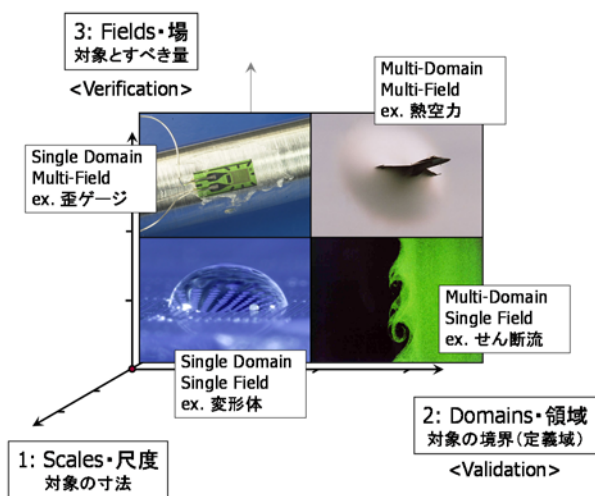 3: Fields・場
対象とすべき量
<Verification>
Multi-Domain
Multi-Field
ex. 熱空力
Single Domain
Multi-Field
ex. 歪ゲージ
Multi-Domain
Single Field
ex. せん断流
Single Domain
Single Field
ex. 変形体
2: Domains・領域
対象の境界(定義域)
<Validation>
1: Scales・尺度
対象の寸法